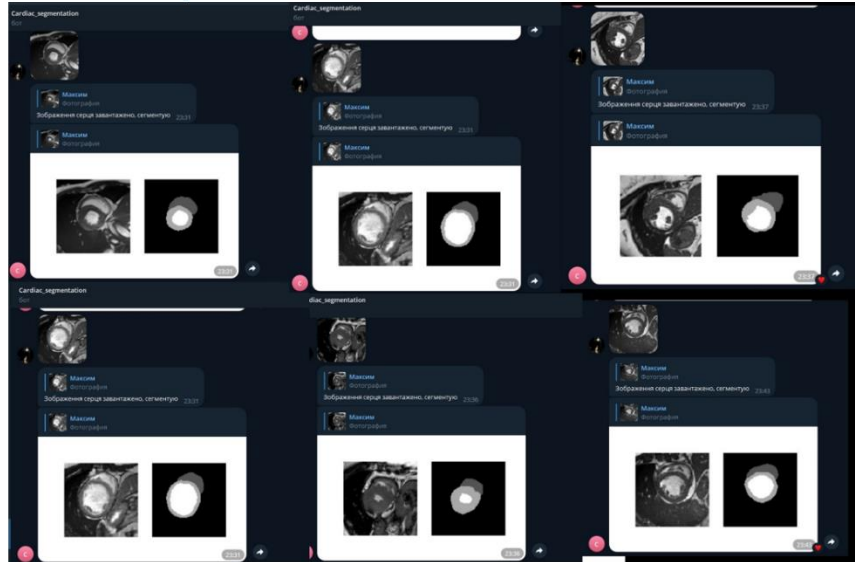 Cardiac_segmentation
бот
Максим
Фотография
Зображення серця завантажено, сегментую 23:31
Максим
Фотография
23:31
С
Cardiac_segmentation
бот
Максим
Фотография
Зображення серця завантажено, сегментую 23:31
Максим
Фотография
23:31
С
Максим
Фотография
Зображення серця завантажено, сегментую 23:37
Максим
Фотография
23:37
С
Cardiac_segmentation
бот
Максим
Фотография
Зображення серця завантажено, сегментую 23:31
Максим
Фотография
23:31
С
diac_segmentation
Максим
Фотография
Зображення серця завантажено, сегментую 23:36
Максим
Фотография
23:36
Максим
Фотография
Зображення серця завантажено, сегментую 23:43
Максим
Фотография
23:43
С